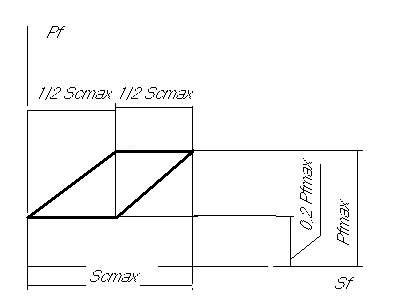 Pf
1/2 Scmax 1/2 Scmax
0,2 Pfmax
Pfmax
Scmax
Sf